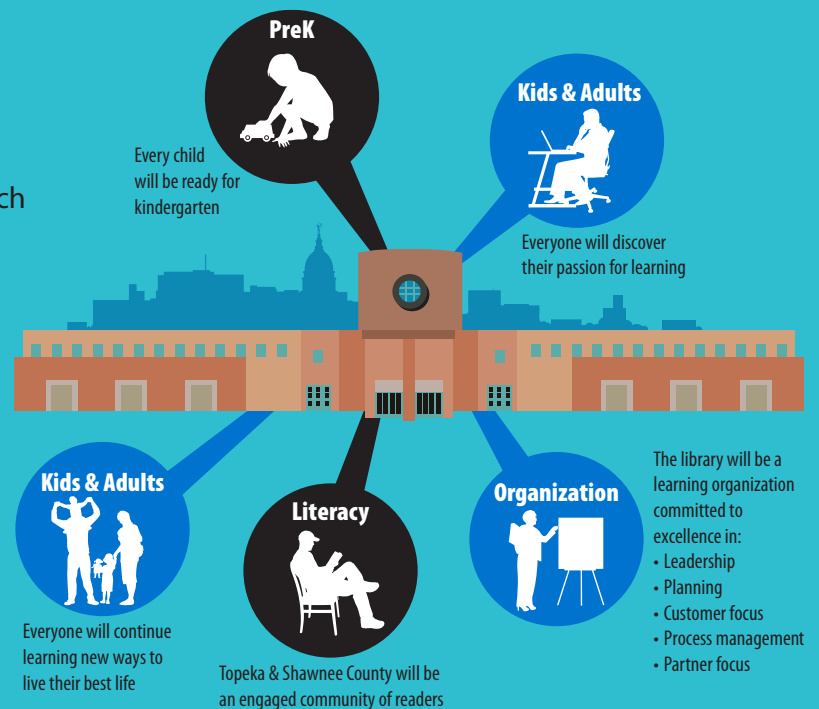 PreK
Every child
will be ready for
kindergarten
ch
Kids & Adults
Everyone will discover
their passion for learning
Kids & Adults
Everyone will continue
learning new ways to
live their best life
Literacy
Topeka & Shawnee County will be
an engaged community of readers
Organization
The library will be a
learning organization
committed to
excellence in:
• Leadership
• Planning
• Customer focus
• Process management
• Partner focus